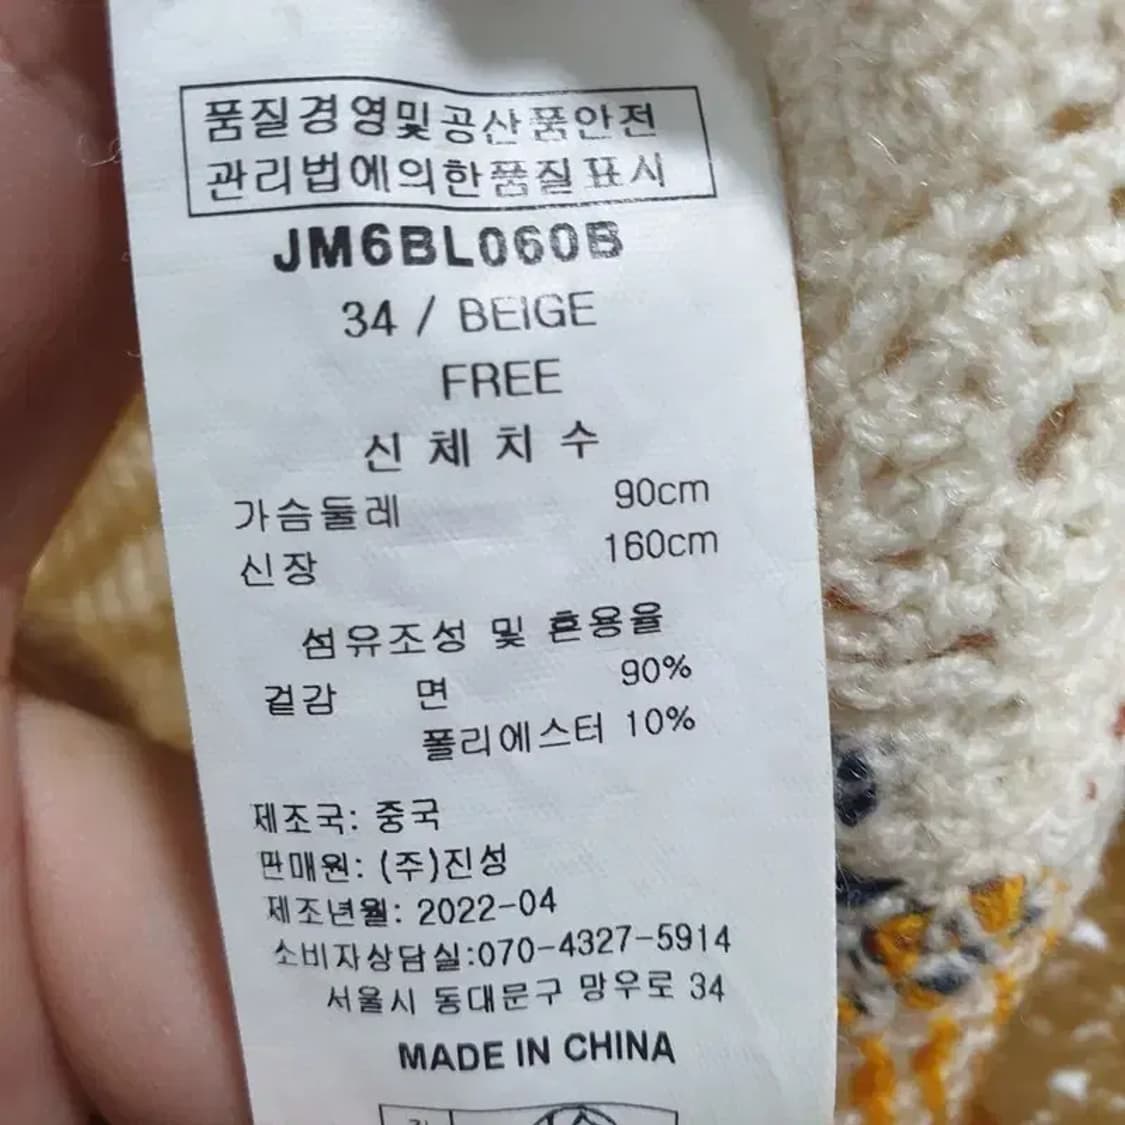 품질경영및공산품안전
관리법에의한품질표시
JM6BL060B
34 / BEIGE
FREE
신 체 치 수
가슴둘레 90cm
신장 160cm
섬유조성 및 혼용율
겉감 면 90%
폴리에스터 10%
제조국: 중국
판매원: (주)진성
제조년월: 2022-04
소비자상담실:070-4327-5914
서울시 동대문구 망우로 34
MADE IN CHINA